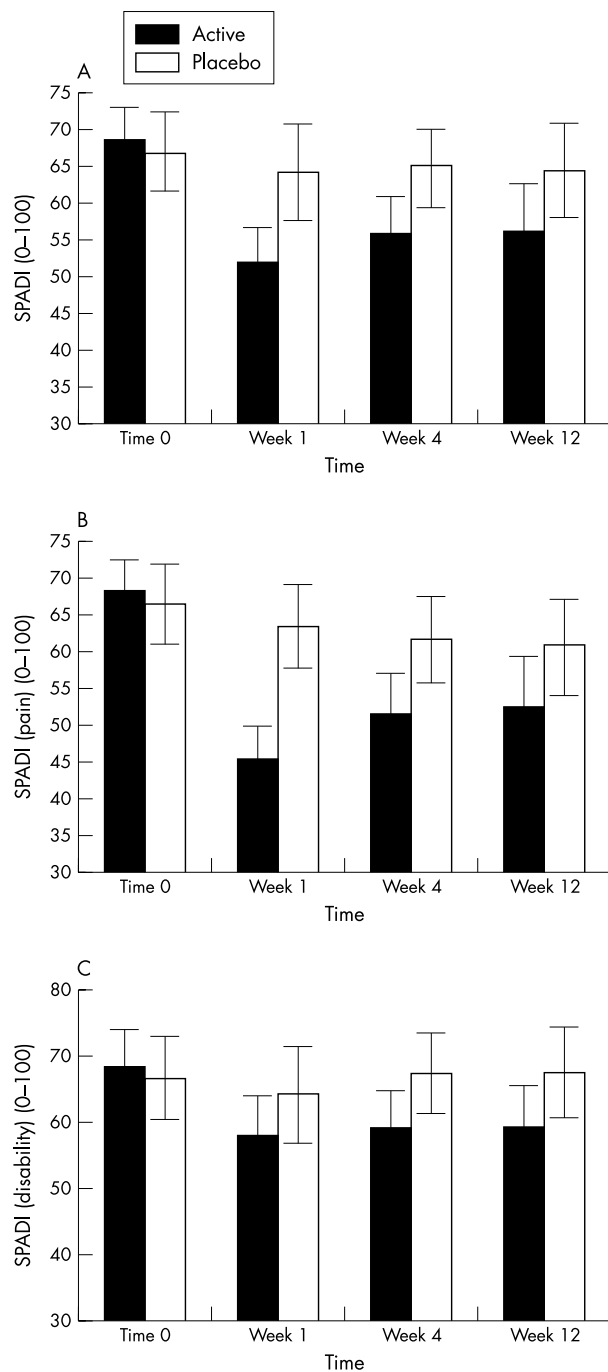 Active
Placebo
A
75
70
65
60
55
50
45
40
35
30
SPADI (0–100)
Time 0 Week 1 Week 4 Week 12
Time
B
75
70
65
60
55
50
45
40
35
30
SPADI (pain) (0–100)
Time 0 Week 1 Week 4 Week 12
Time
C
80
70
60
50
40
30
SPADI (disability) (0–100)
Time 0 Week 1 Week 4 Week 12
Time